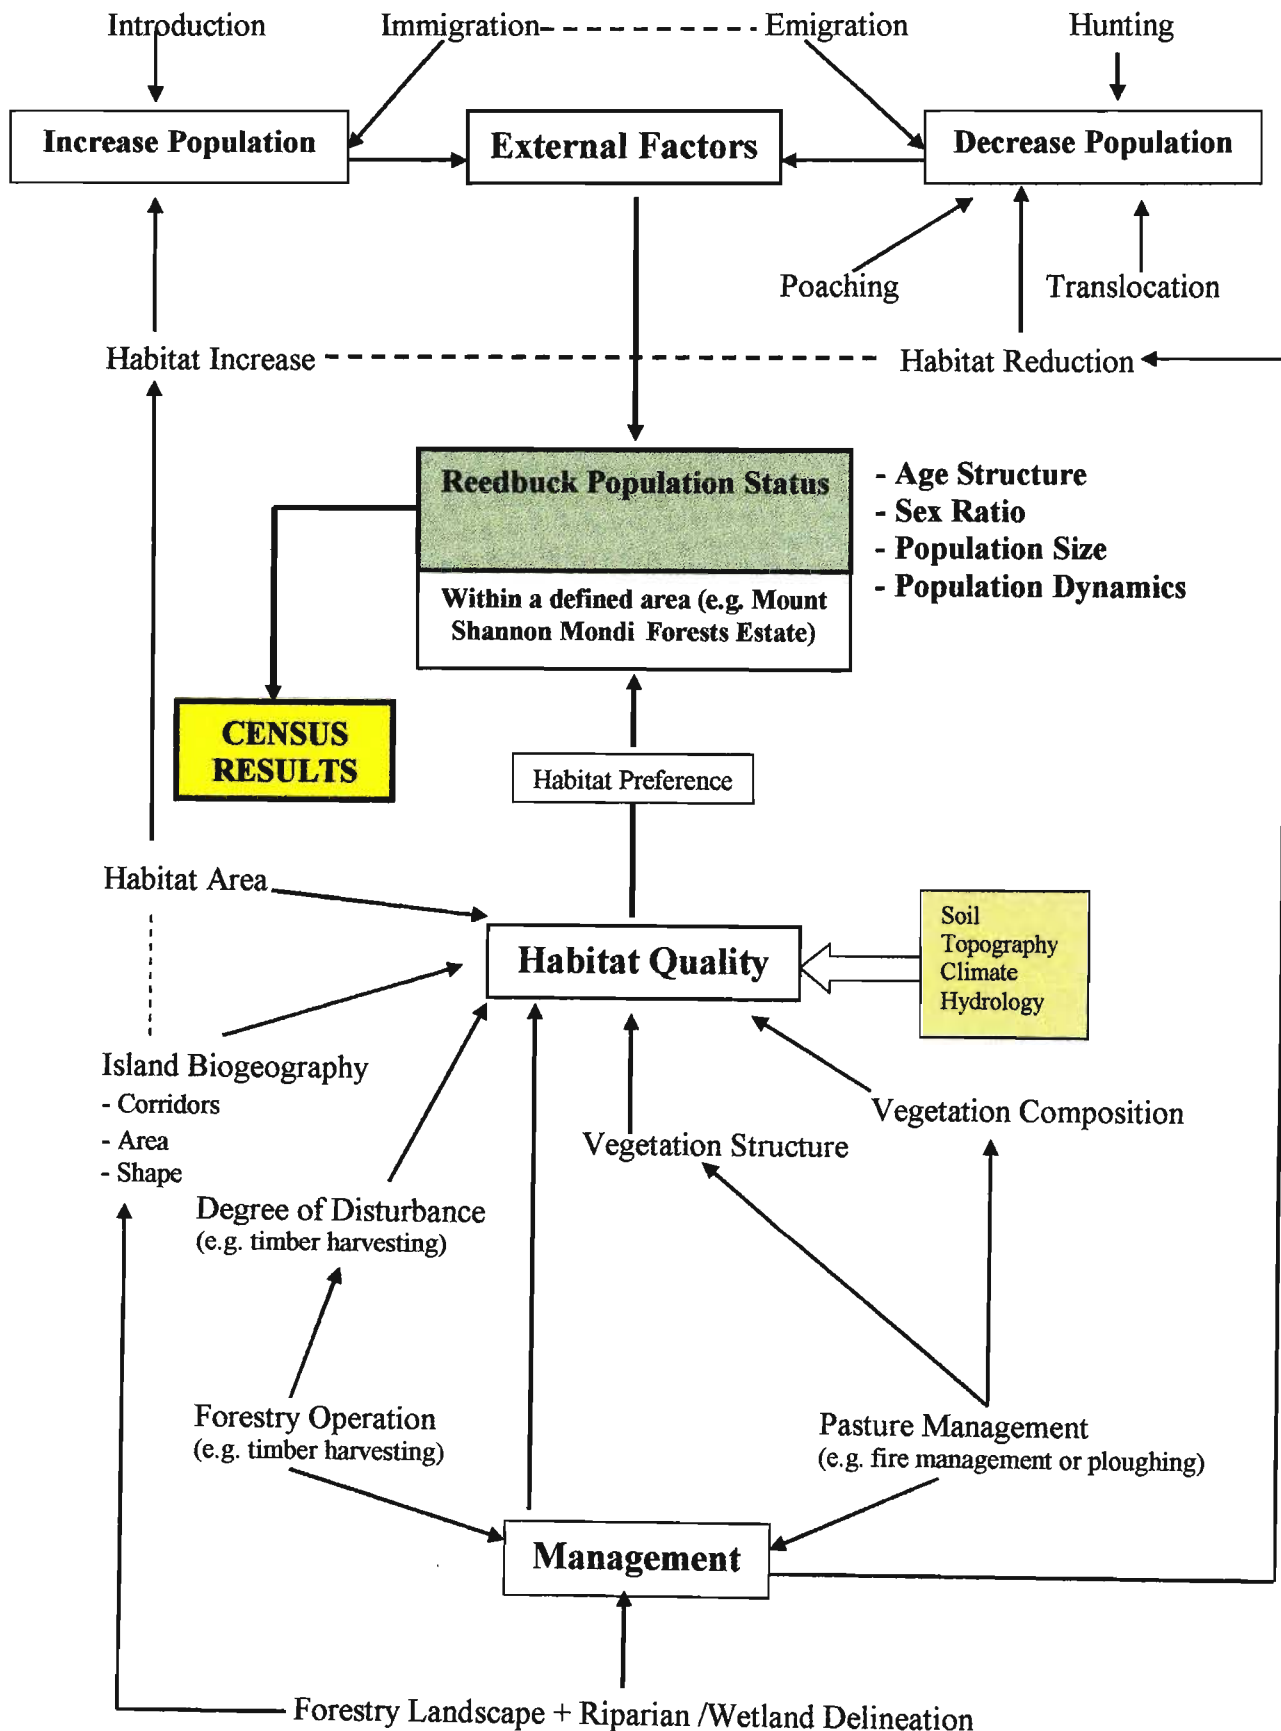 Introduction
Immigration
Emigration
Hunting
Increase Population
External Factors
Decrease Population
Poaching
Translocation
Habitat Increase
Habitat Reduction
Reedbuck Population Status
- Age Structure
- Sex Ratio
- Population Size
- Population Dynamics
Within a defined area (e.g. Mount
Shannon Mondi Forests Estate)
CENSUS
RESULTS
Habitat Preference
Habitat Area
Habitat Quality
Soil
Topography
Climate
Hydrology
Island Biogeography
- Corridors
- Area
- Shape
Vegetation Composition
Vegetation Structure
Degree of Disturbance
(e.g. timber harvesting)
Forestry Operation
(e.g. timber harvesting)
Pasture Management
(e.g. fire management or ploughing)
Management
Forestry Landscape + Riparian /Wetland Delineation